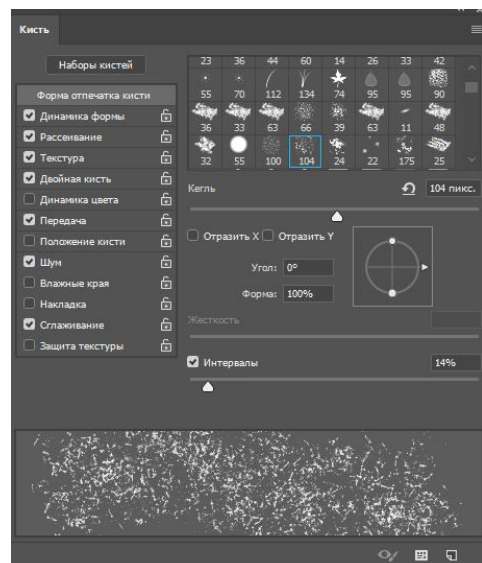 Кисть
Наборы кистей
Форма отпечатка кисти
Динамика формы
Рассеивание
Текстура
Двойная кисть
Динамика цвета
Передача
Положение кисти
Шум
Влажные края
Накладка
Сглаживание
Защита текстуры
23 36 44 60 14 26 33 42
55 70 112 134 74 95 95 90
36 33 63 66 39 63 11 48
32 55 100 104 24 22 175 25
Кегль 104 пикс.
Отразить X Отразить Y
Угол: 0°
Форма: 100%
Жесткость
Интервалы 14%